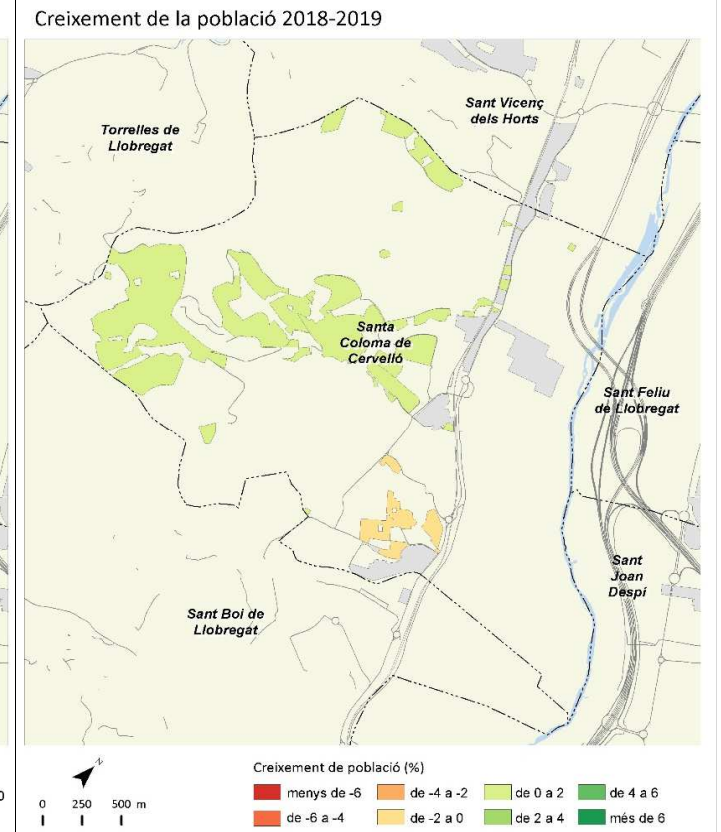 Creixement de la població 2018-2019
Sant Vicenç
dels Horts
Torrelles de
Llobregat
Santa
Coloma de
Cervelló
Sant Feliu
de Llobregat
Sant
Joan
Despí
Sant Boi de
Llobregat
N
0 250 500 m
Creixement de població (%)
menys de -6 de -4 a -2 de 0 a 2 de 4 a 6
de -6 a -4 de -2 a 0 de 2 a 4 més de 6